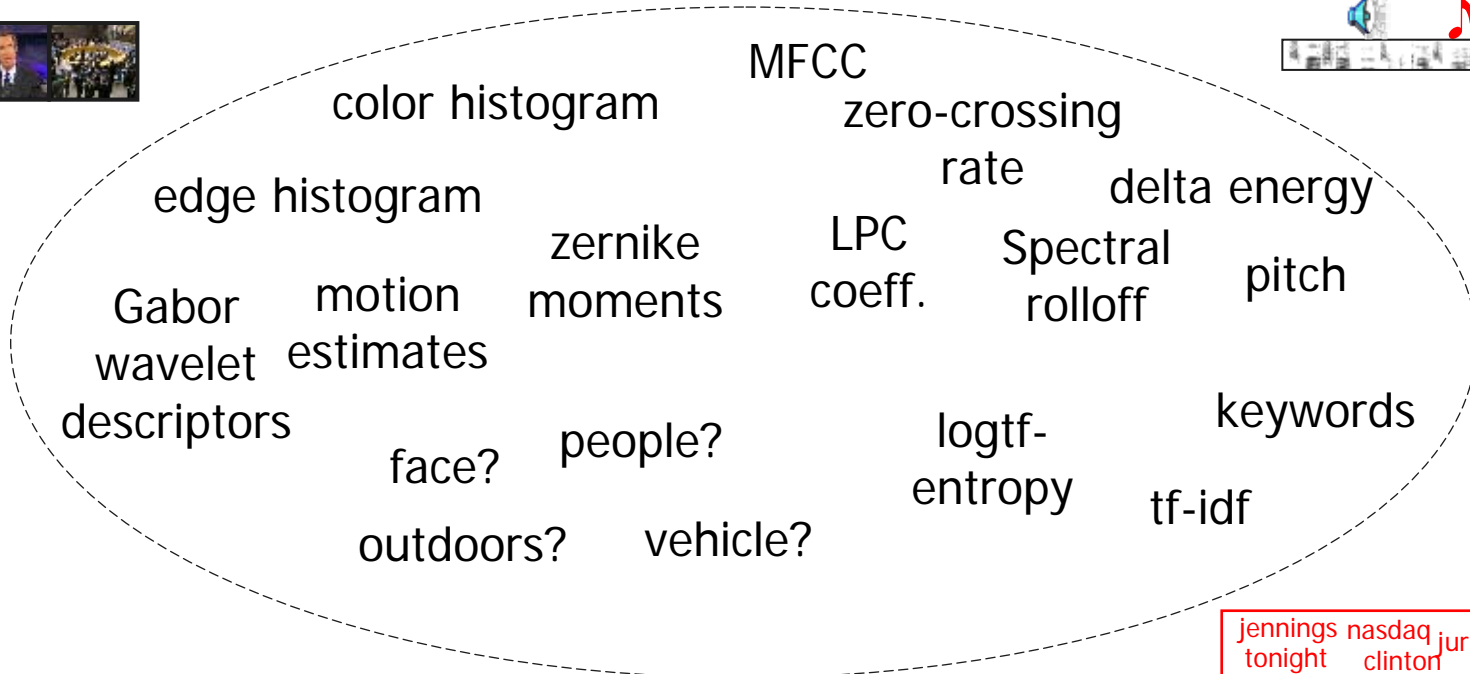 MFCC
color histogram
zero-crossing
rate
delta energy
edge histogram
zernike
moments
LPC
coeff.
Spectral
rolloff
pitch
Gabor
wavelet
descriptors
motion
estimates
keywords
face?
people?
logtf-
entropy
tf-idf
outdoors?
vehicle?
jennings nasdaq jur
tonight clinton